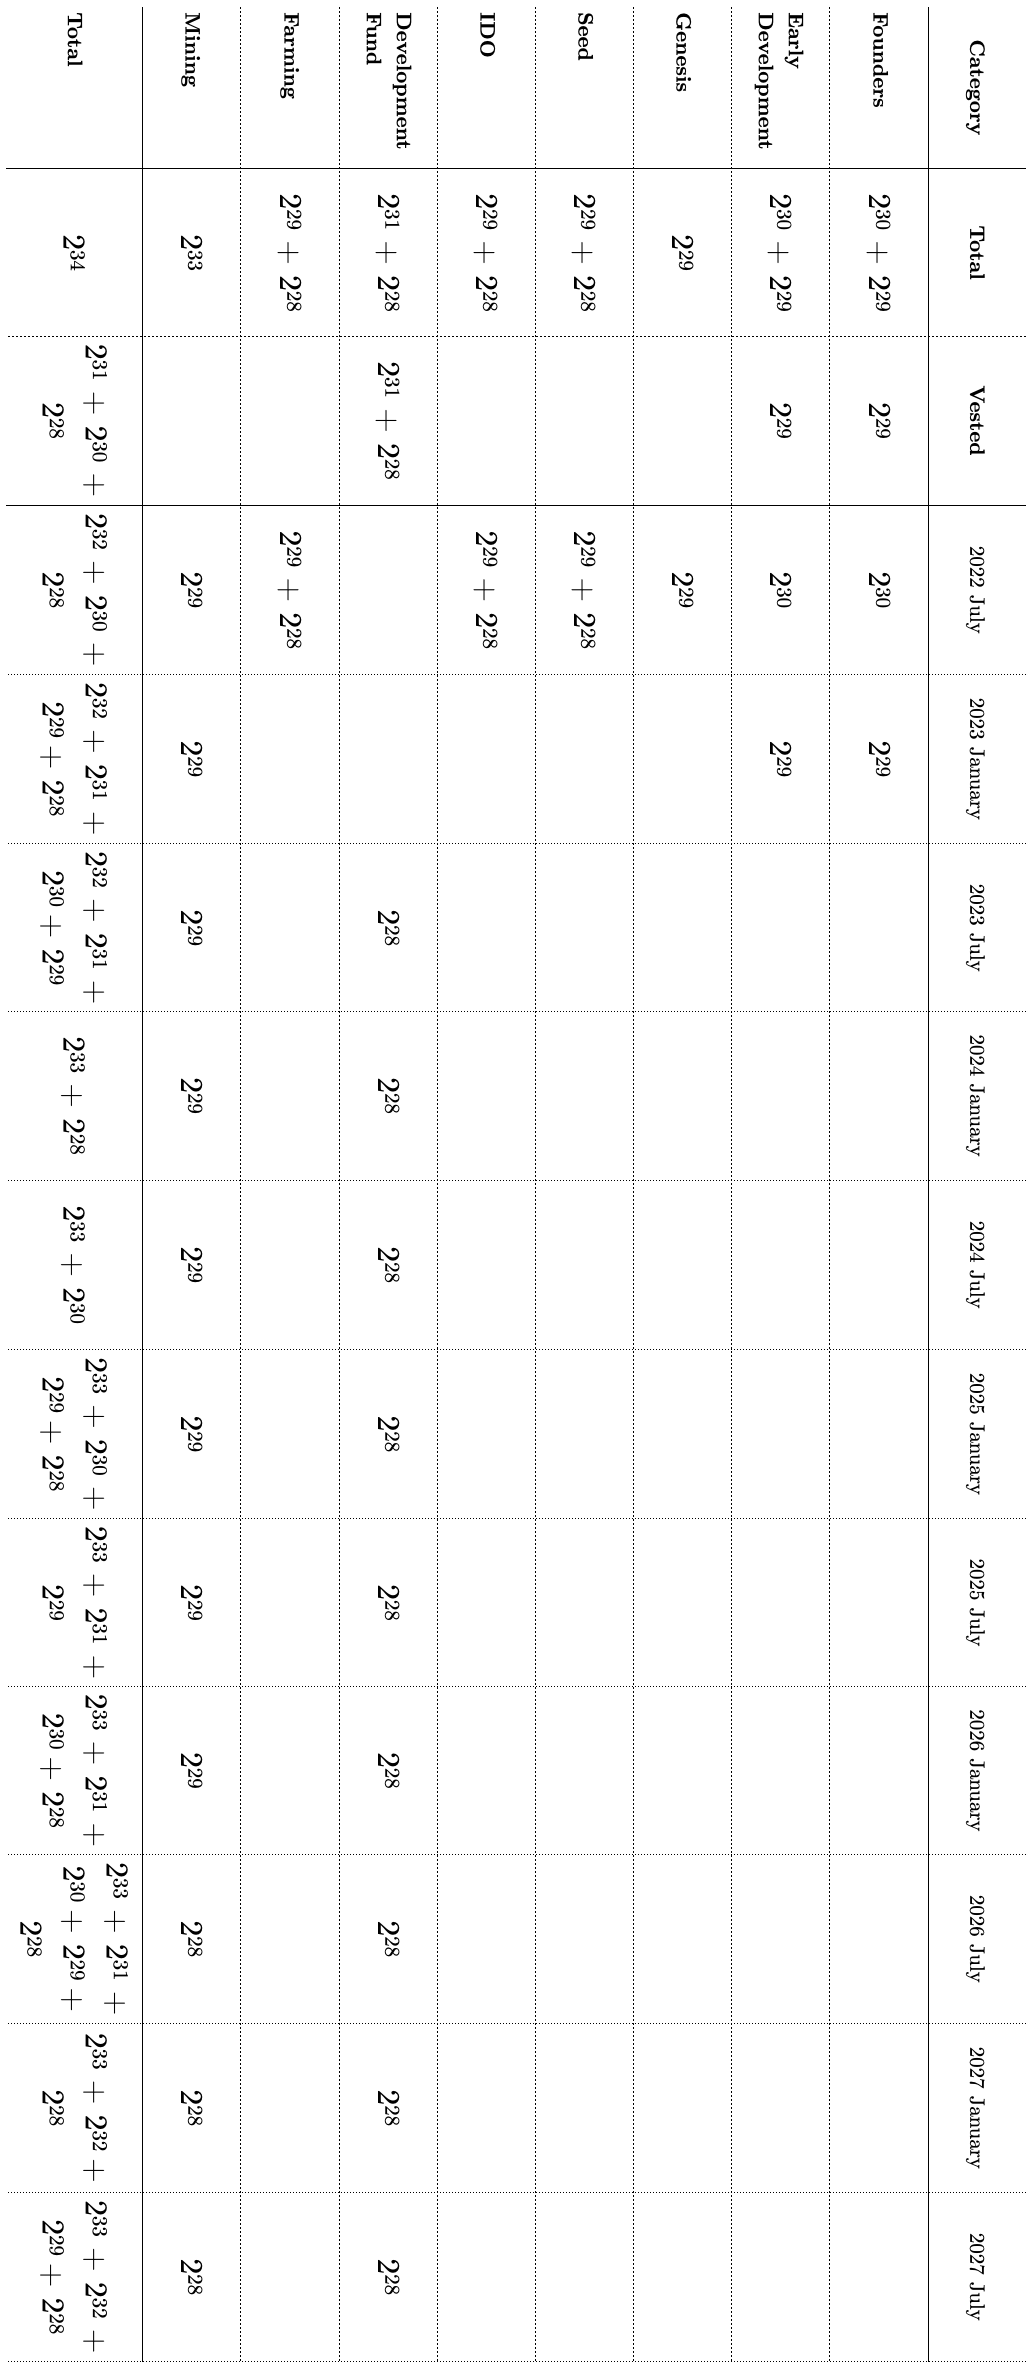 Category Total Vested 2022 July 2023 January 2023 July 2024 January 2024 July 2025 January 2025 July 2026 January 2026 July 2027 January 2027 July
Founders 2^30 + 2^29 2^29 2^30 2^29
Early
Development 2^30 + 2^29 2^29 2^30 2^29
Genesis 2^29 2^29
Seed 2^29 + 2^28 2^29 + 2^28
IDO 2^29 + 2^28 2^29 + 2^28
Development
Fund 2^31 + 2^28 2^31 + 2^28 2^28 2^28 2^28 2^28 2^28 2^28 2^28 2^28 2^28
Farming 2^29 + 2^28 2^29 + 2^28
Mining 2^33 2^29 2^29 2^29 2^29 2^29 2^29 2^29 2^29 2^28 2^28 2^28
Total 2^34
2^31 + 2^30 +
2^28
2^32 + 2^30 +
2^28
2^32 + 2^31 +
2^29 + 2^28
2^32 + 2^31 +
2^30 + 2^29
2^33 + 2^28
2^33 + 2^30
2^33 + 2^30 +
2^29 + 2^28
2^33 + 2^31 +
2^29
2^33 + 2^31 +
2^30 + 2^28
2^33 + 2^31 +
2^30 + 2^29 +
2^28
2^33 + 2^32 +
2^28
2^33 + 2^32 +
2^29 + 2^28